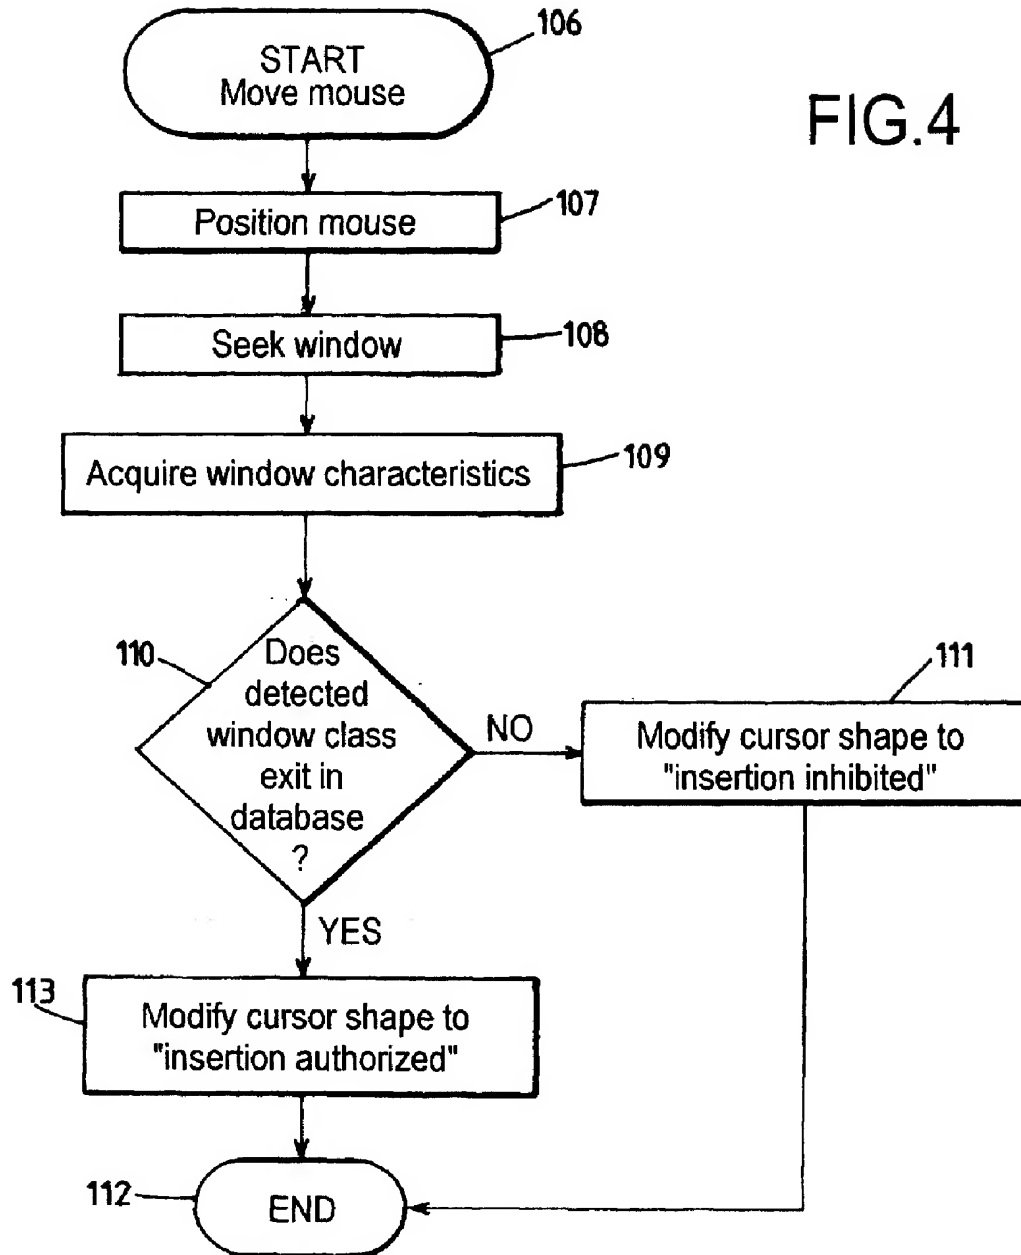 106
START
Move mouse
FIG.4
107
Position mouse
108
Seek window
109
Acquire window characteristics
110
Does
detected
window class
exit in
database
?
NO
111
Modify cursor shape to
"insertion inhibited"
YES
113
Modify cursor shape to
"insertion authorized"
112
END